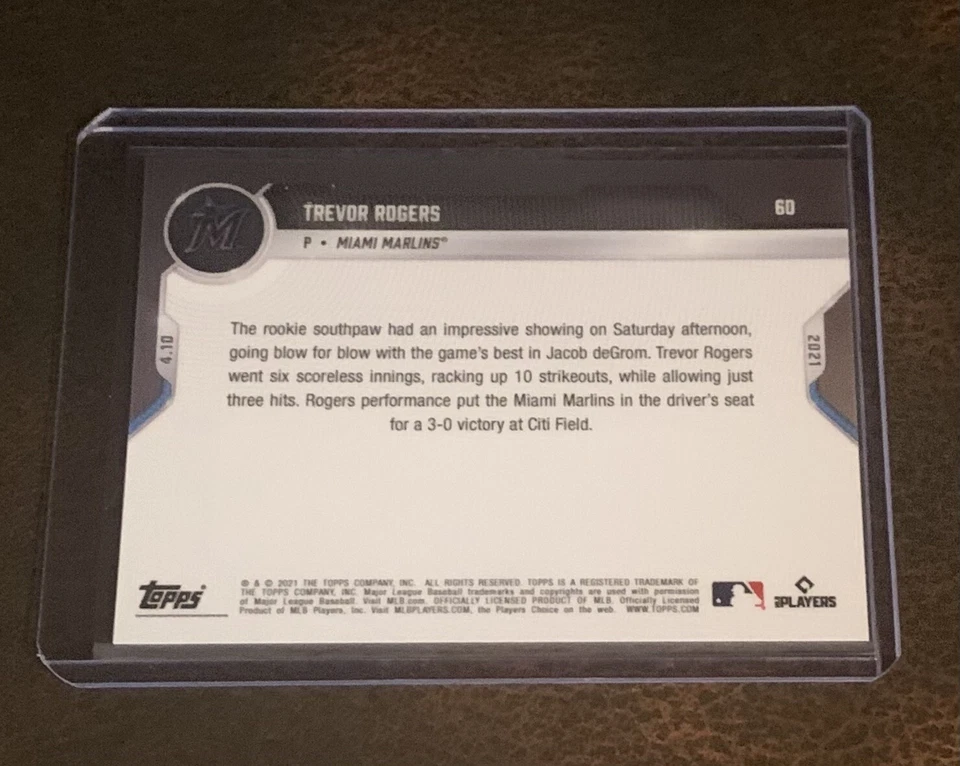 M
TREVOR ROGERS
60
P • MIAMI MARLINS®
4.10
2021
The rookie southpaw had an impressive showing on Saturday afternoon,
going blow for blow with the game's best in Jacob deGrom. Trevor Rogers
went six scoreless innings, racking up 10 strikeouts, while allowing just
three hits. Rogers performance put the Miami Marlins in the driver's seat
for a 3-0 victory at Citi Field.
Topps
® & © 2021 THE TOPPS COMPANY, INC. ALL RIGHTS RESERVED. TOPPS IS A REGISTERED TRADEMARK OF
THE TOPPS COMPANY, INC. Major League Baseball trademarks and copyrights are used with permission
of Major League Baseball. Visit MLB.com. OFFICIALLY LICENSED PRODUCT OF MLB. Officially Licensed
Product of MLB Players, Inc. Visit MLBPLAYERS.COM, the Players Choice on the web. WWW.TOPPS.COM
PLAYERS